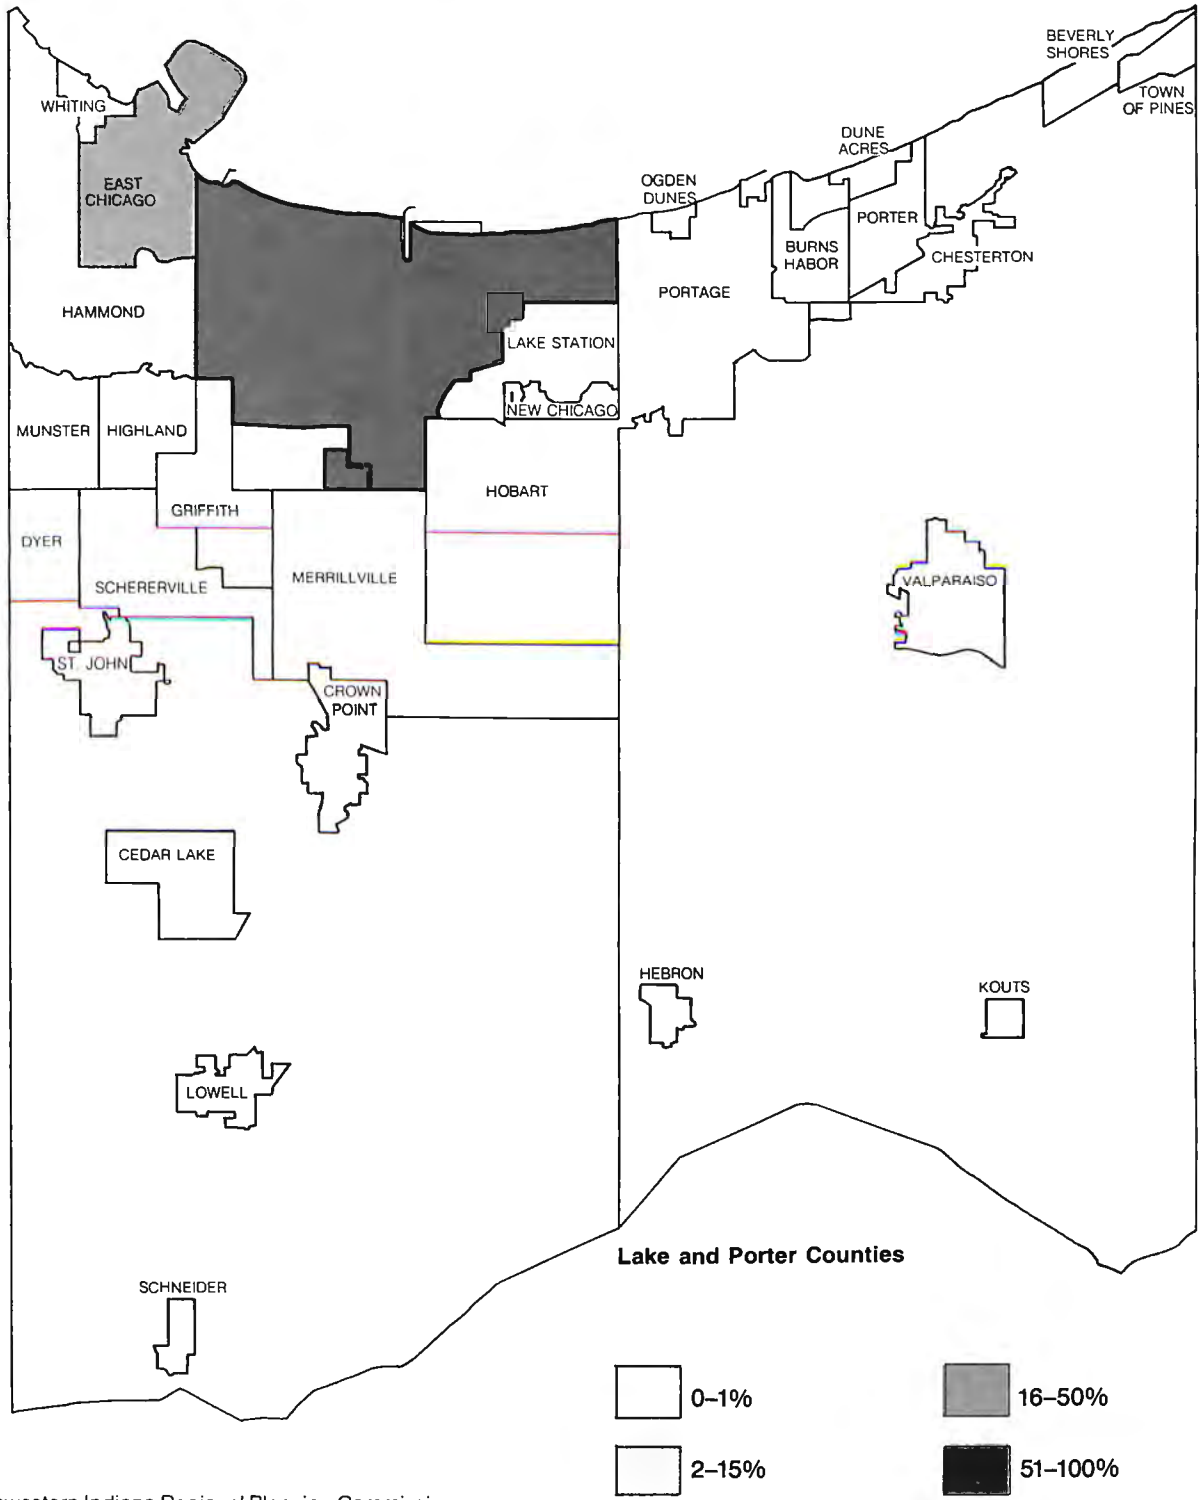 BEVERLY
SHORES
TOWN
OF PINES
WHITING
DUNE
ACRES
EAST
CHICAGO
OGDEN
DUNES
PORTER
BURNS
HABOR
CHESTERTON
PORTAGE
HAMMOND
LAKE STATION
NEW CHICAGO
MUNSTER
HIGHLAND
HOBART
GRIFFITH
DYER
SCHERERVILLE
MERRILLVILLE
VALPARAISO
ST. JOHN
CROWN
POINT
CEDAR LAKE
HEBRON
KOUTS
LOWELL
SCHNEIDER
Lake and Porter Counties
0–1%
16–50%
2–15%
51–100%
Indiana